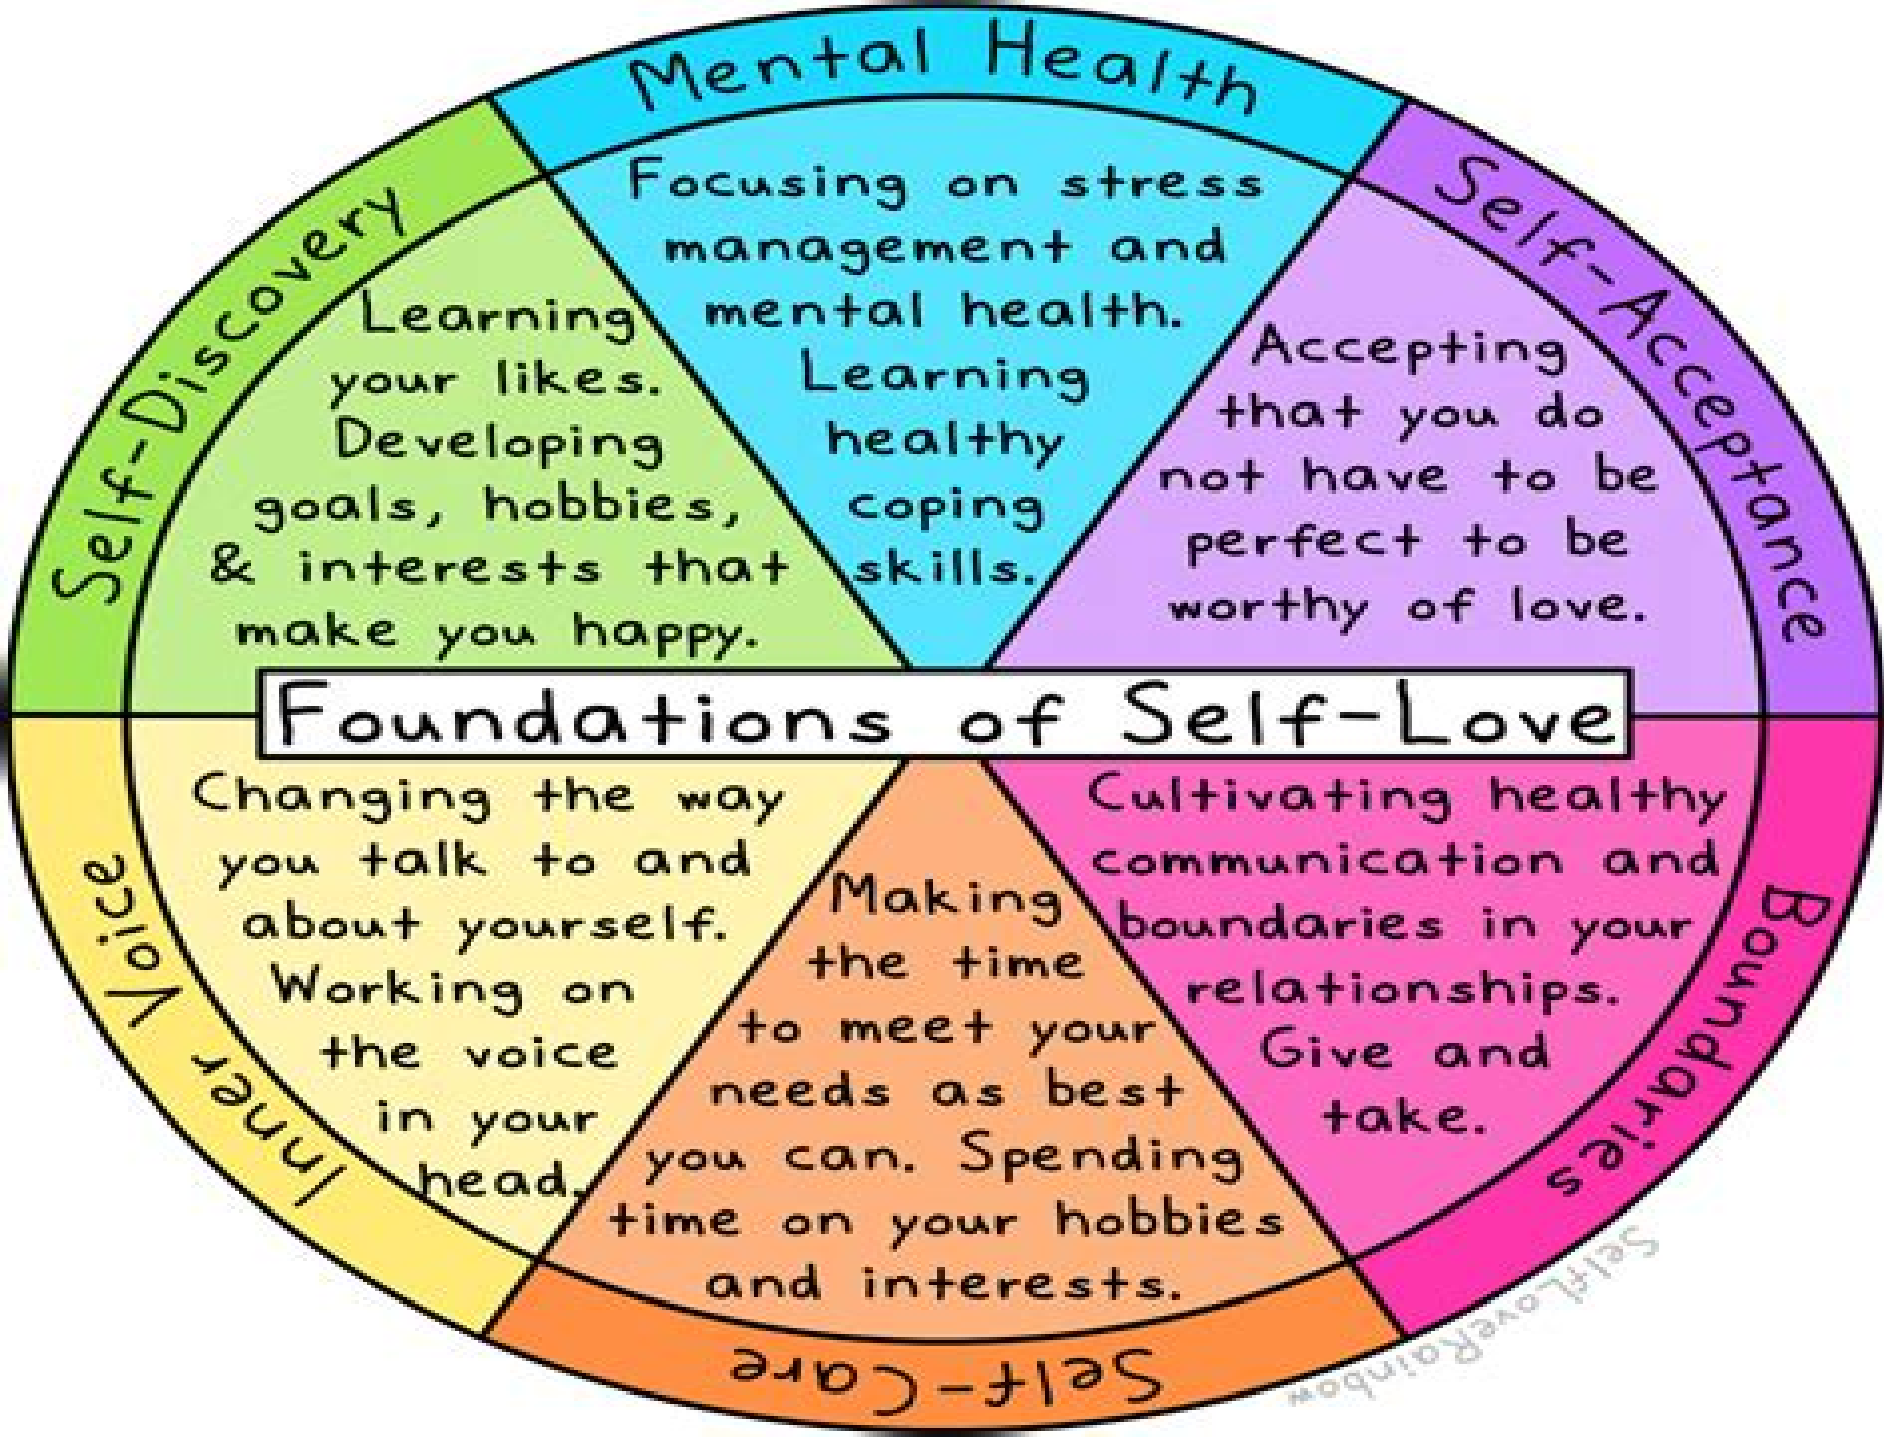 Mental Health
Focusing on stress
management and
mental health.
Learning
healthy
coping
skills.
Self-Acceptance
Accepting
that you do
not have to be
perfect to be
worthy of love.
Boundaries
Cultivating healthy
communication and
boundaries in your
relationships.
Give and
take.
Self-Care
Making
the time
to meet your
needs as best
you can. Spending
time on your hobbies
and interests.
Inner Voice
Changing the way
you talk to and
about yourself.
Working on
the voice
in your
head.
Self-Discovery
Learning
your likes.
Developing
goals, hobbies,
& interests that
make you happy.
Foundations of Self-Love
SelfLoveRainbow